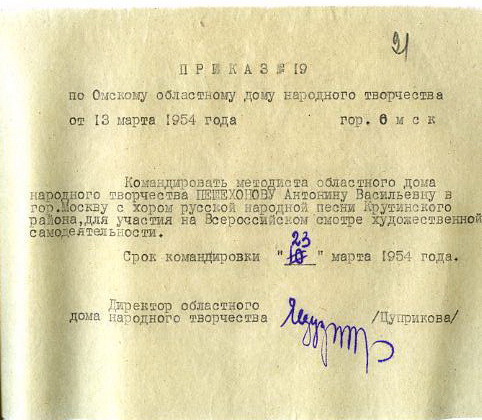 21
ПРИКАЗ № 19
по Омскому областному дому народного творчества
от 13 марта 1954 года гор. Омск
Командировать методиста областного дома
народного творчества ПЕШЕХОНОВУ Антонину Васильевну в
гор.Москву с хором русской народной песни Крутинского
района,для участия на Всероссийском смотре художественной
самодеятельности.
Срок командировки "23" марта 1954 года.
Директор областного
дома народного творчества /Цуприкова/